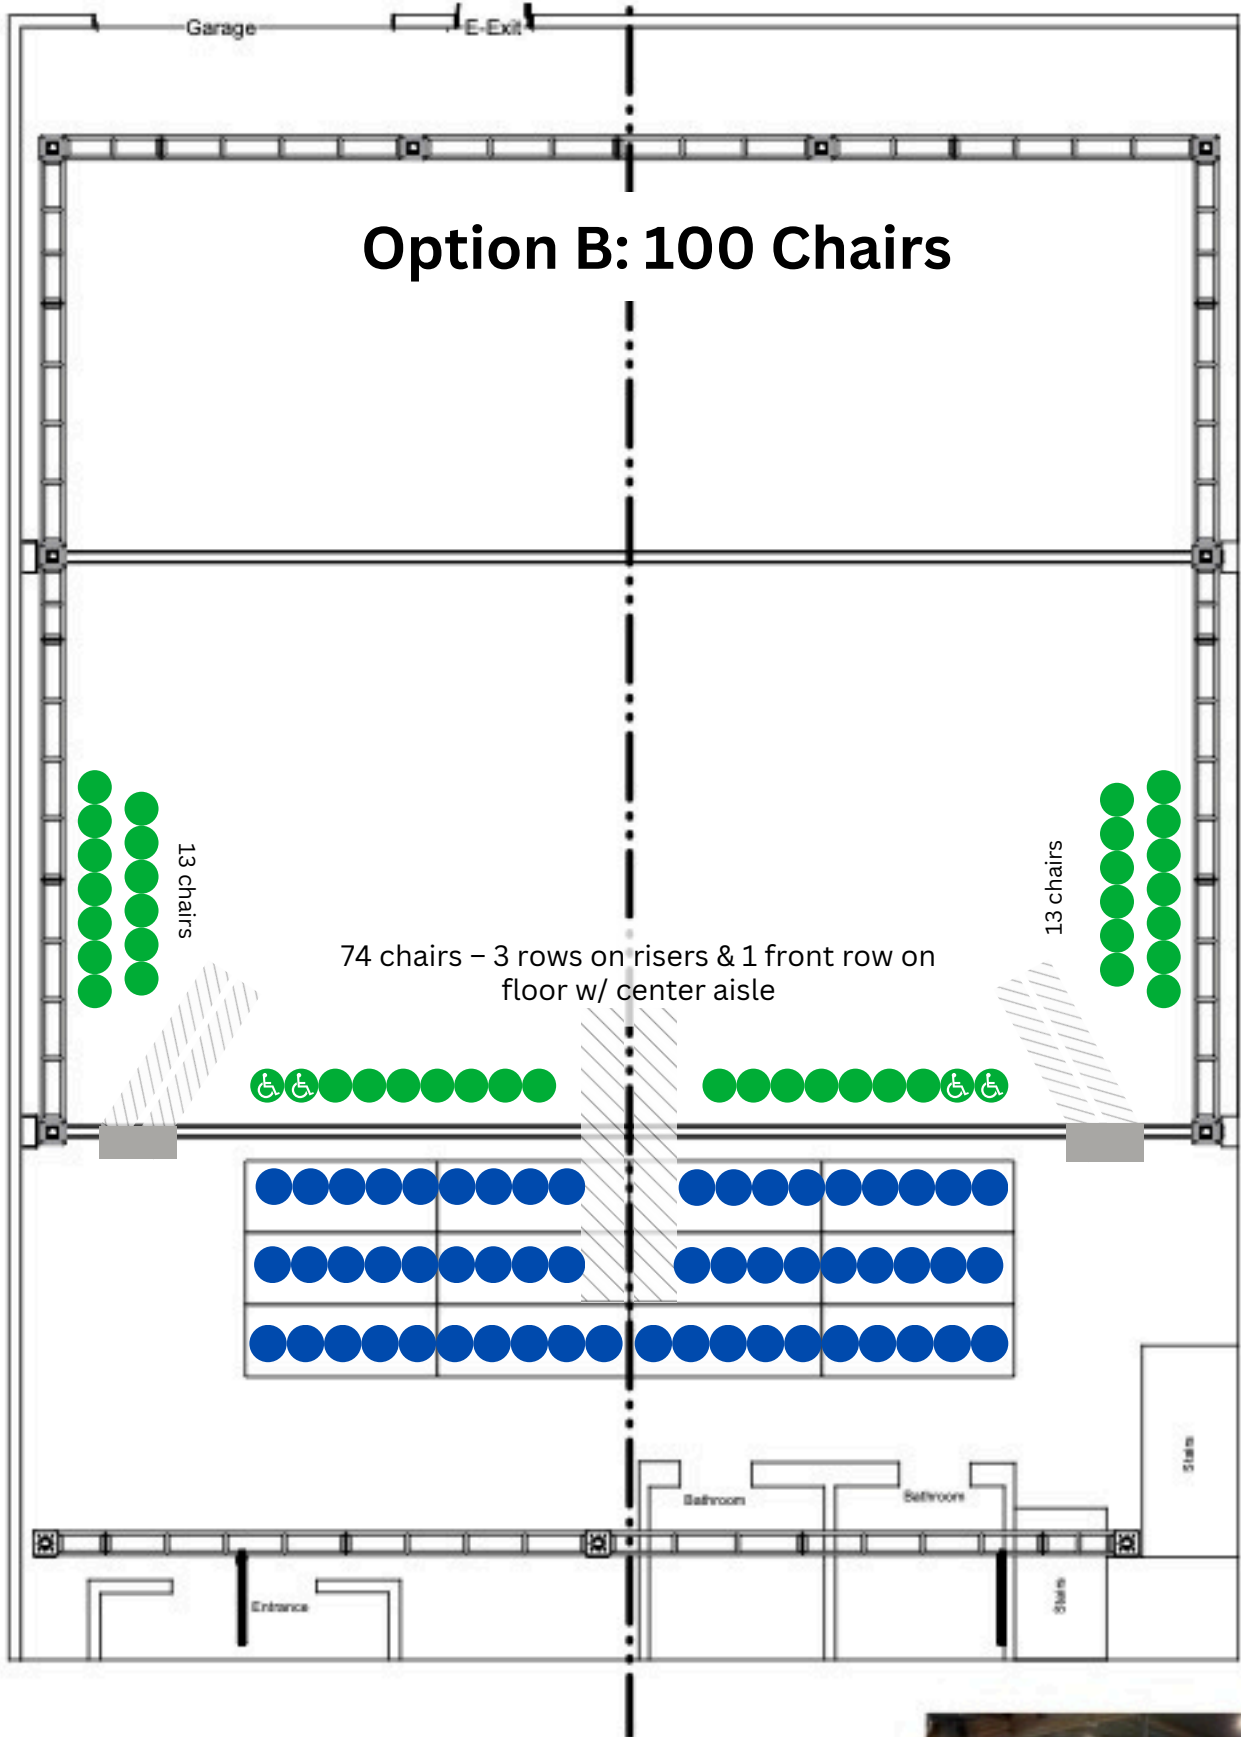 Garage
E-Exit
Option B: 100 Chairs
13 chairs
13 chairs
74 chairs – 3 rows on risers & 1 front row on
floor w/ center aisle
Stairs
Bathroom
Bathroom
Entrance
Stairs